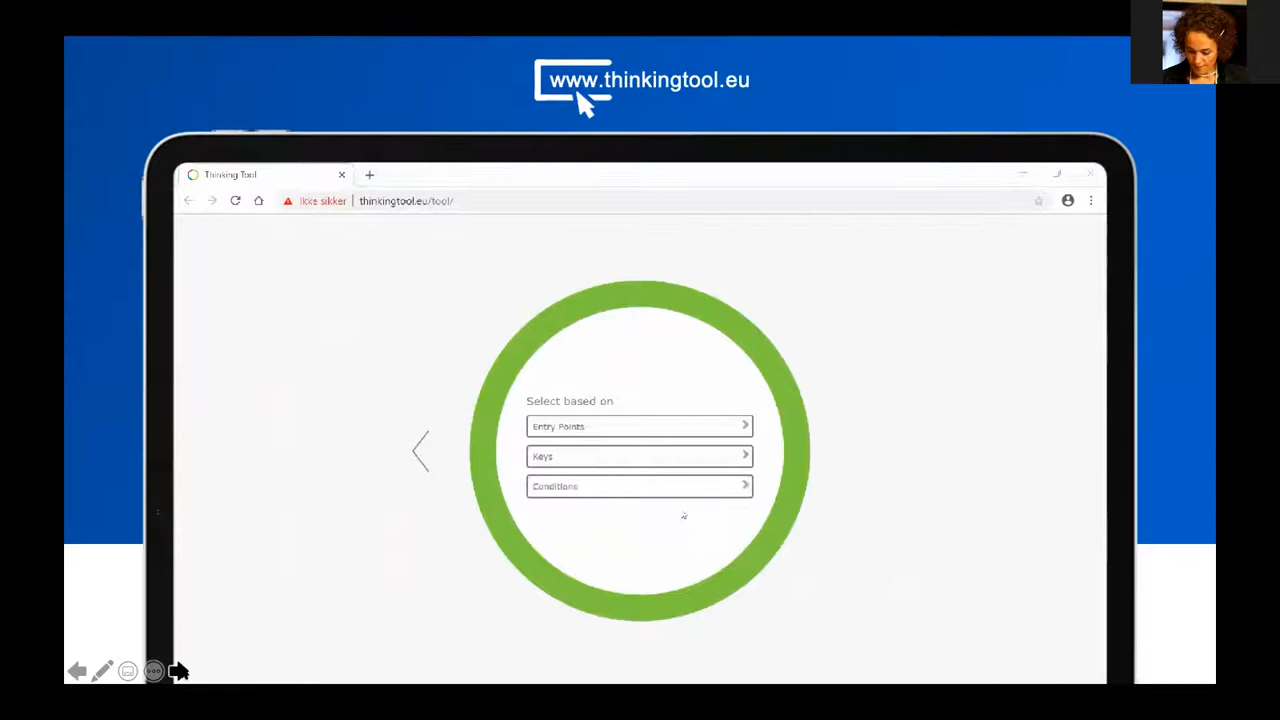 www.thinkingtool.eu
Thinking Tool
Ikke sikker | thinkingtool.eu/tool/
Select based on
Entry Points
Keys
Conditions